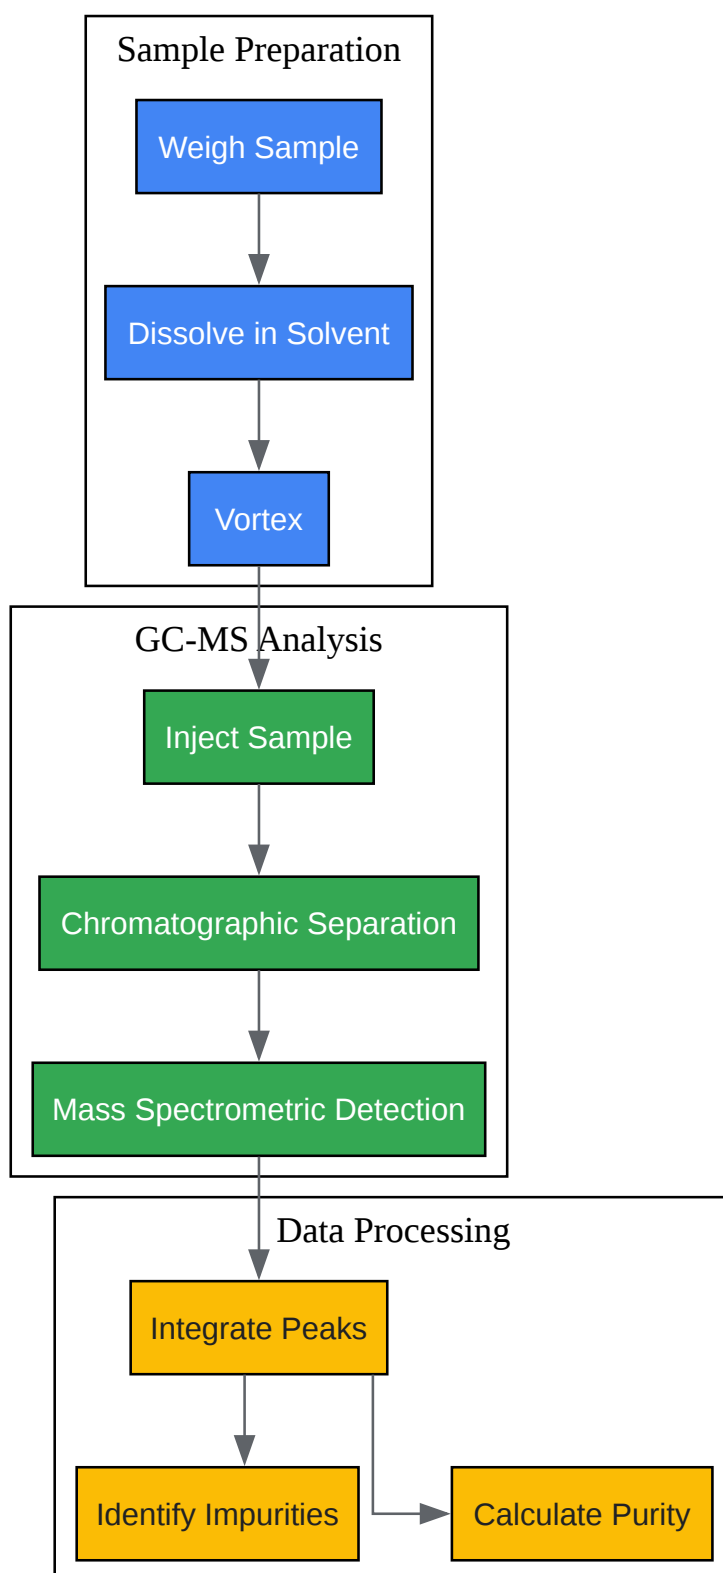 Sample Preparation
Weigh Sample
Dissolve in Solvent
Vortex
GC-MS Analysis
Inject Sample
Chromatographic Separation
Mass Spectrometric Detection
Data Processing
Integrate Peaks
Identify Impurities
Calculate Purity